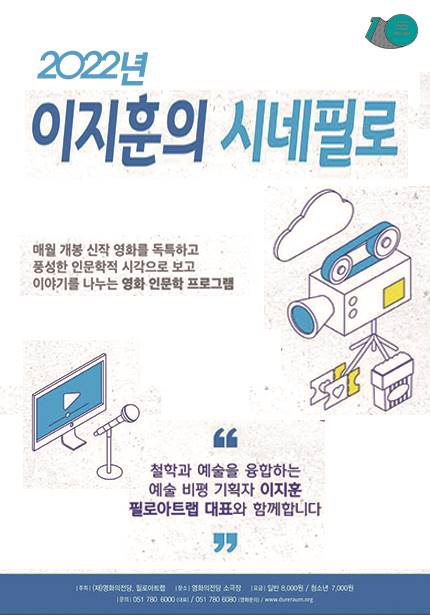 2022년
이지훈의 시네필로
매월 개봉 신작 영화를 독특하고
풍성한 인문학적 시각으로 보고
이야기를 나누는 영화 인문학 프로그램
“
철학과 예술을 융합하는
예술 비평 기획자 이지훈
필로아트랩 대표와 함께합니다
”
| 주최 | (재)영화의전당, 필로아트랩 | 장소 | 영화의전당 소극장 | 요금 | 일반 8,000원 / 청소년 7,000원
| 문의 | 051 780 6000 (대표) / 051 780 6080 (영화문의) / www.dureraum.org